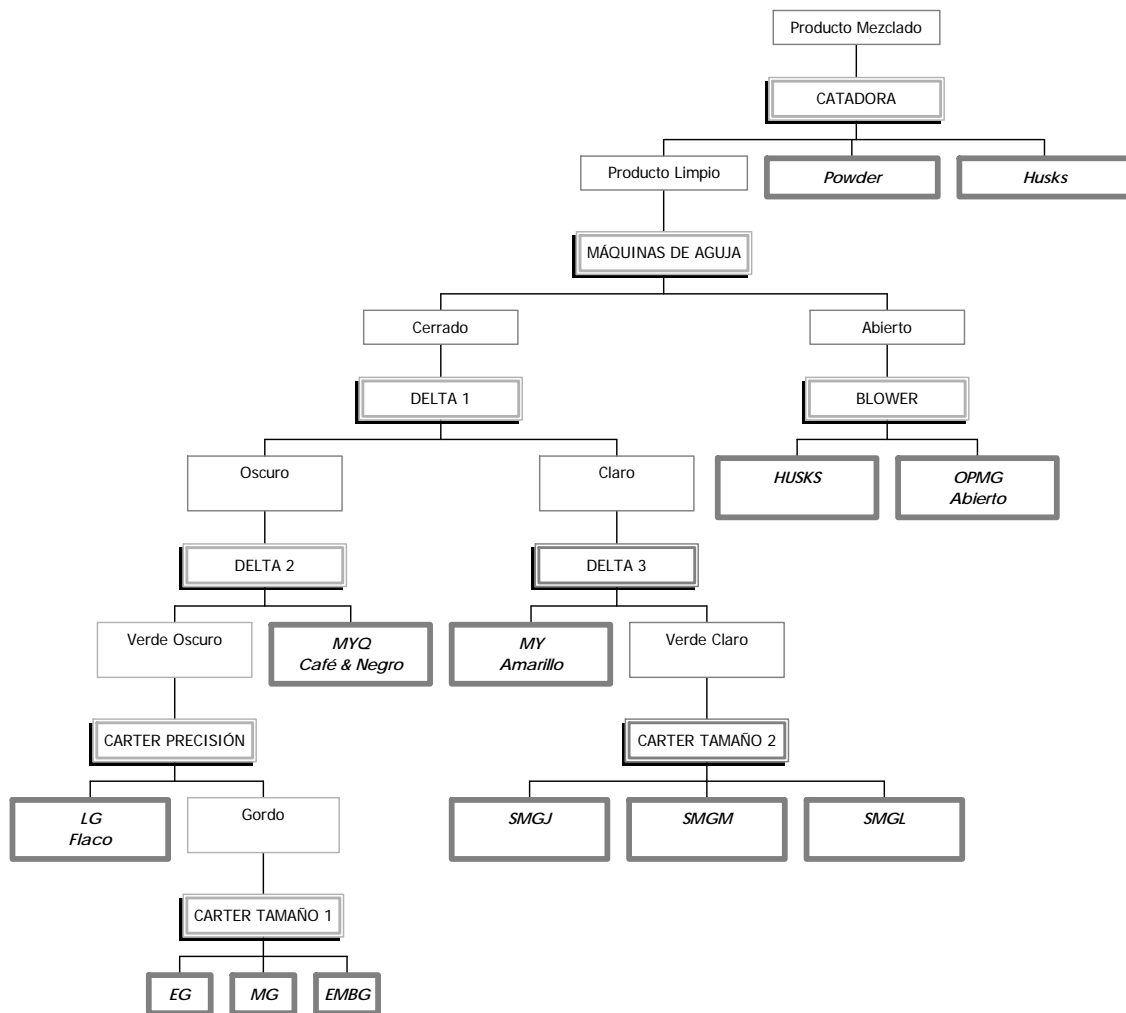 Producto Mezclado
CATADORA
Producto Limpio
Powder
Husks
MÁQUINAS DE AGUJA
Cerrado
Abierto
DELTA 1
BLOWER
Oscuro
Claro
HUSKS
OPMG
Abierto
DELTA 2
DELTA 3
Verde Oscuro
MYQ
Café & Negro
MY
Amarillo
Verde Claro
CARTER PRECISIÓN
CARTER TAMAÑO 2
LG
Flaco
Gordo
SMGJ
SMGM
SMGL
CARTER TAMAÑO 1
EG
MG
EMBG